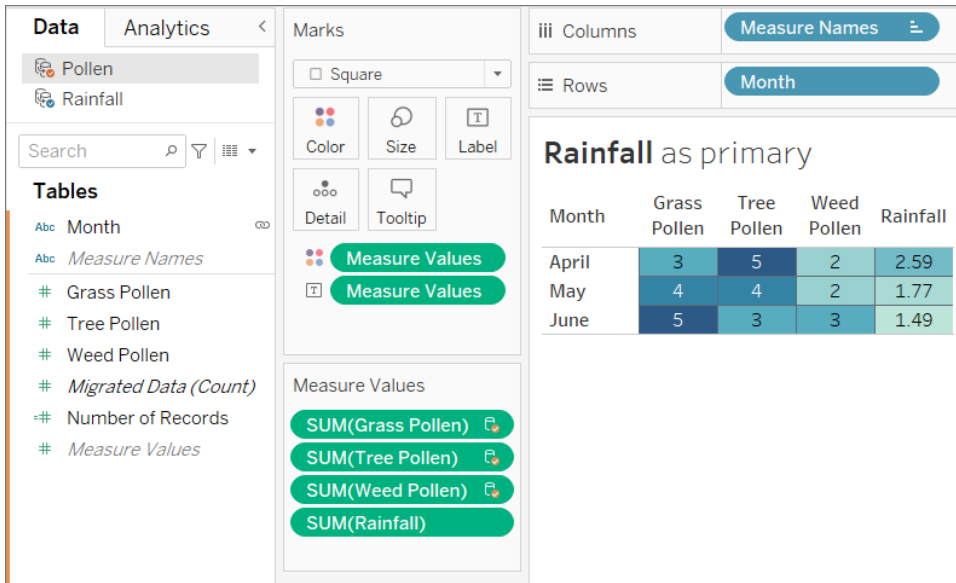 Data
Analytics
Pollen
Rainfall
Search
Tables
Abc Month
Abc Measure Names
# Grass Pollen
# Tree Pollen
# Weed Pollen
# Migrated Data (Count)
=# Number of Records
# Measure Values
Marks
Square
Color Size Label
T
Detail Tooltip
Measure Values
T Measure Values
Measure Values
SUM(Grass Pollen)
SUM(Tree Pollen)
SUM(Weed Pollen)
SUM(Rainfall)
Columns Measure Names
Rows Month
Rainfall as primary
Month Grass Pollen Tree Pollen Weed Pollen Rainfall
April 3 5 2 2.59
May 4 4 2 1.77
June 5 3 3 1.49